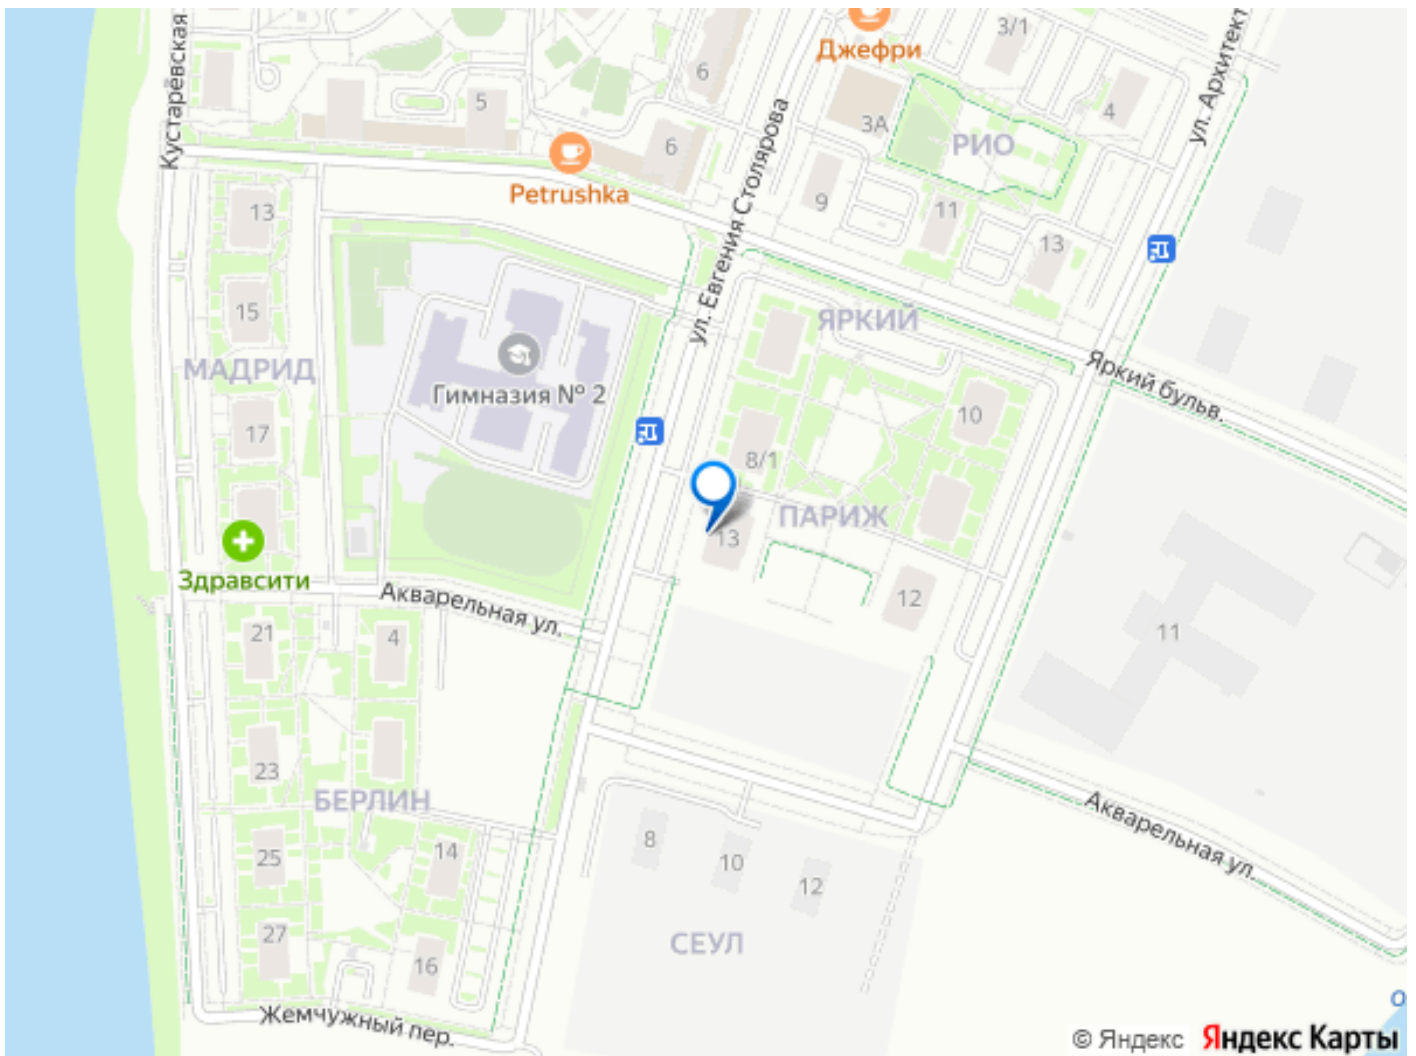 Кустарёвская
5
6
Джефри
3/1
ул. Архитект
4
3А
РИО
6
Petrushka
ул. Евгения Столярова
9
11
13
13
15
МАДРИД
17
Гимназия № 2
ЯРКИЙ
Яркий бульв.
10
8/1
ПАРИЖ
13
12
11
Здравсити
Акварельная ул.
21
4
23
БЕРЛИН
25
14
27
16
Жемчужный пер.
8
10
12
СЕУЛ
Акварельная ул.
О
© Яндекс Яндекс Карты